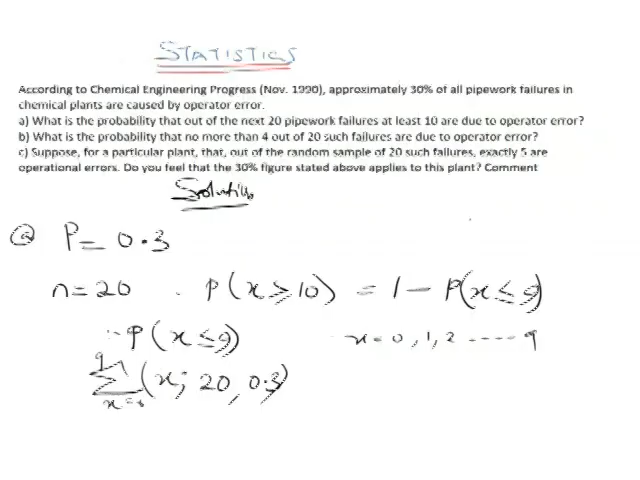 STATISTICS
According to Chemical Engineering Progress (Nov. 1990), approximately 30% of all pipework failures in
chemical plants are caused by operator error.
a) What is the probability that out of the next 20 pipework failures at least 10 are due to operator error?
b) What is the probability that no more than 4 out of 20 such failures are due to operator error?
c) Suppose, for a particular plant, that, out of the random sample of 20 such failures, exactly 5 are
operational errors. Do you feel that the 30% figure stated above applies to this plant? Comment
Solution
ⓐ P = 0.3
n = 20 . P(x ≥ 10) = 1 - P(x ≤ 9)
∴ P(x ≤ 9) x = 0, 1, 2 ..... 9
9
∑ (x; 20, 0.3)
x = 0